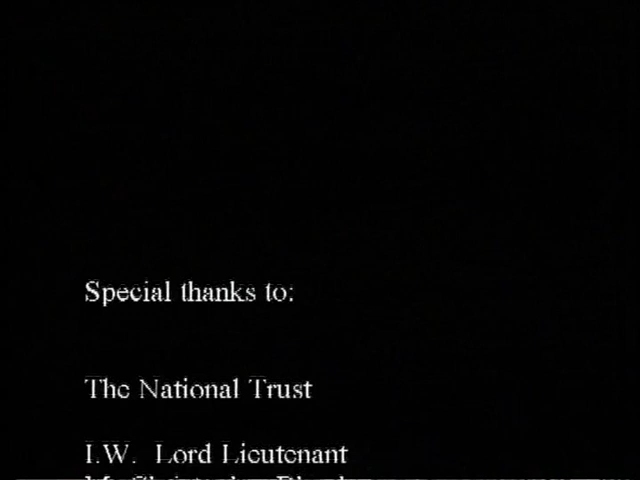 Special thanks to:
The National Trust
I.W. Lord Lieutenant